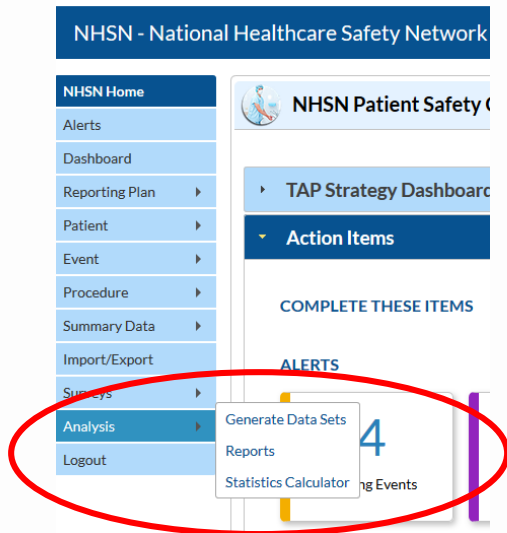 NHSN - National Healthcare Safety Network
NHSN Home
Alerts
Dashboard
Reporting Plan
Patient
Event
Procedure
Summary Data
Import/Export
Surveys
Analysis
Logout
Generate Data Sets
Reports
Statistics Calculator
NHSN Patient Safety
TAP Strategy Dashboard
Action Items
COMPLETE THESE ITEMS
ALERTS
4
ng Events